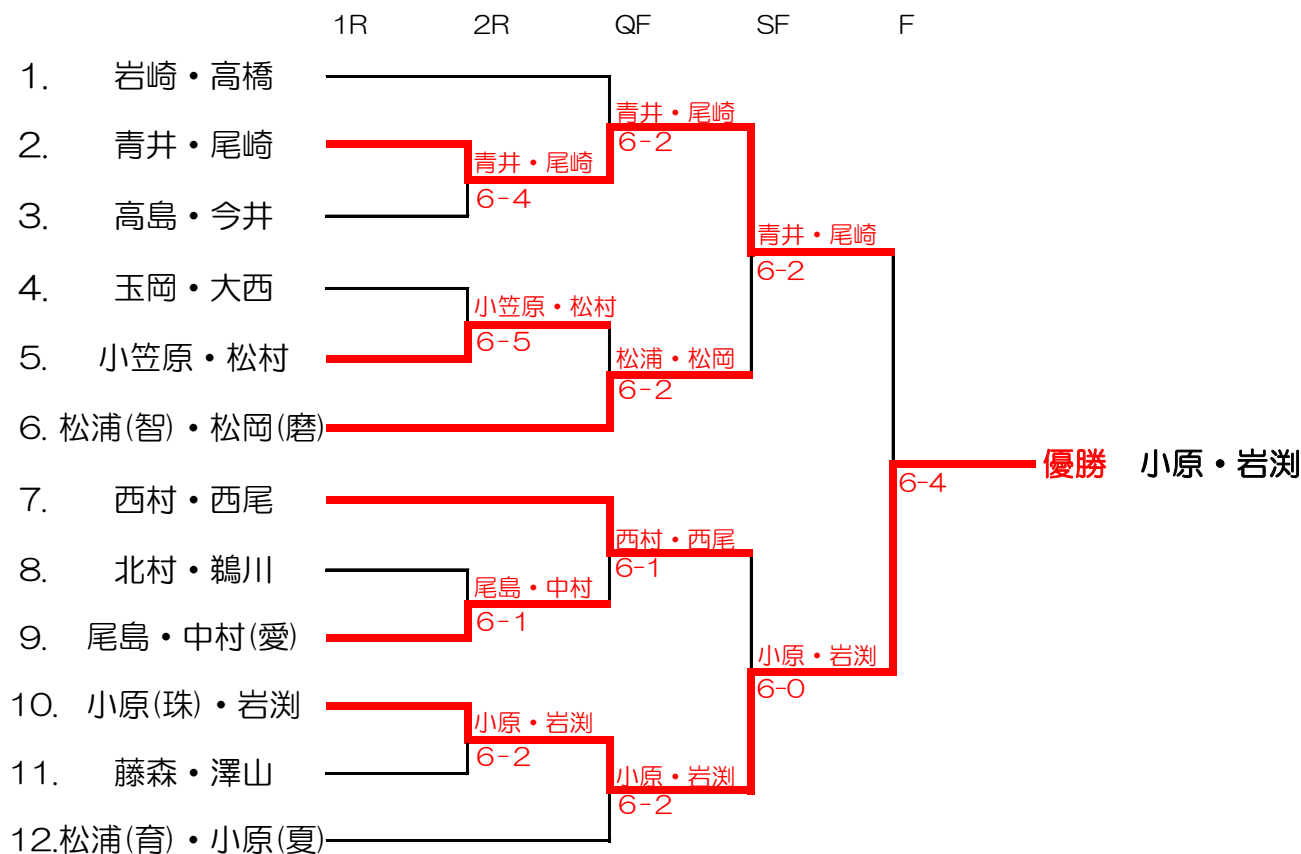 1R 2R QF SF F
1. 岩崎・高橋
青井・尾崎
6-2
2. 青井・尾崎
青井・尾崎
6-4
3. 高島・今井
青井・尾崎
6-2
4. 玉岡・大西
小笠原・松村
6-5
5. 小笠原・松村
松浦・松岡
6-2
6. 松浦(智)・松岡(磨)
優勝 小原・岩渕
6-4
7. 西村・西尾
西村・西尾
6-1
8. 北村・鵜川
尾島・中村
6-1
9. 尾島・中村(愛)
小原・岩渕
6-0
10. 小原(珠)・岩渕
小原・岩渕
6-2
11. 藤森・澤山
小原・岩渕
6-2
12.松浦(育)・小原(夏)